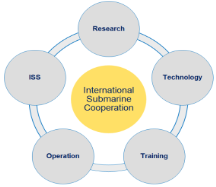 Research
ISS
Technology
International
Submarine
Cooperation
Operation
Training